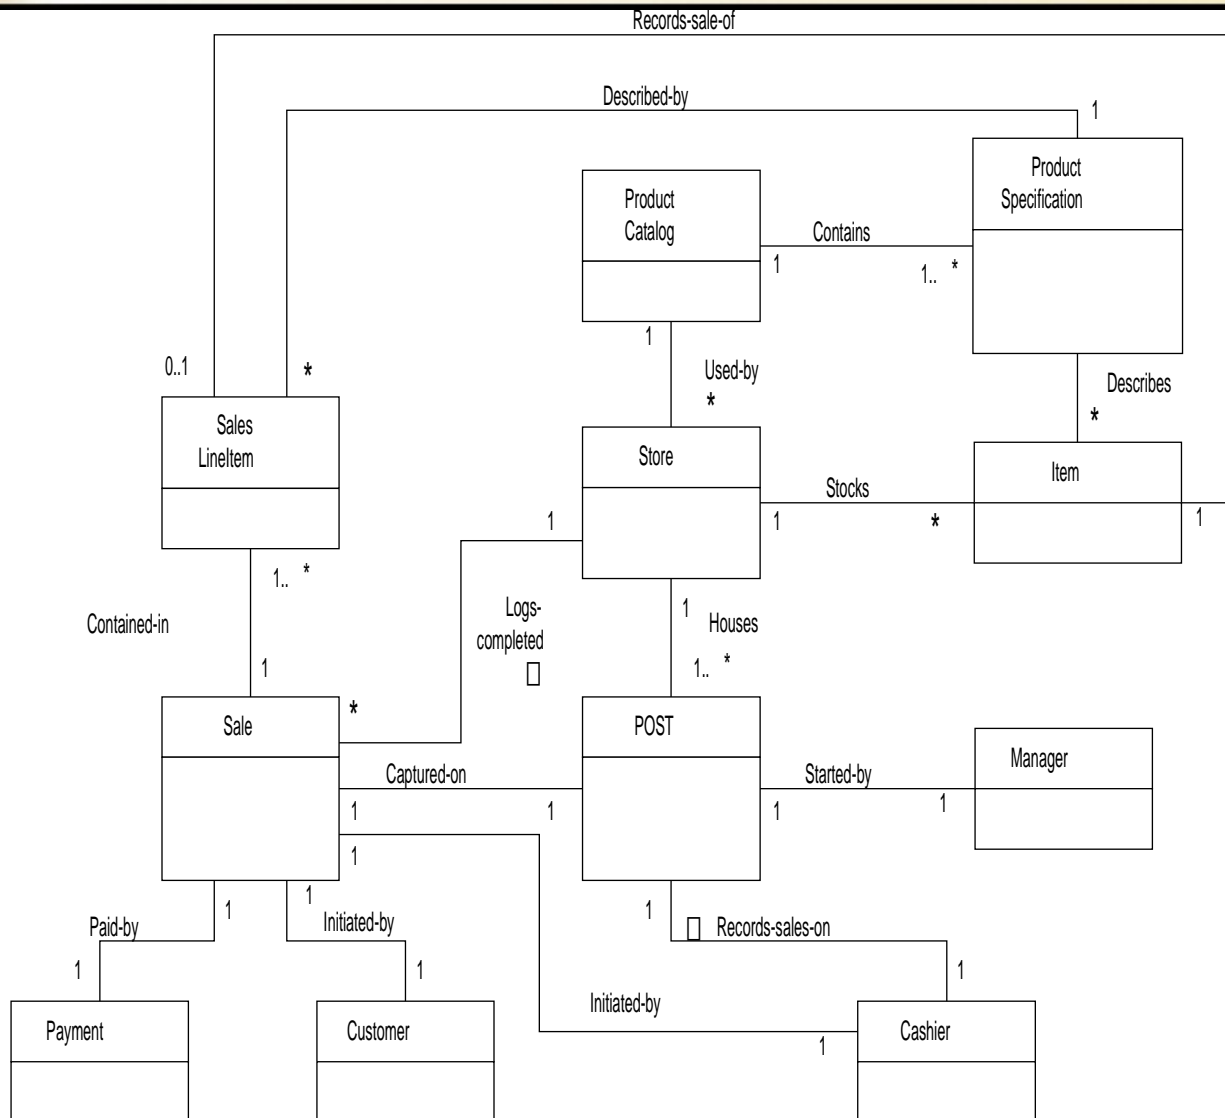 Records-sale-of
Described-by
1
Product
Specification
Product
Catalog
Contains
1
1.. *
1
Used-by
*
Describes
*
0..1
*
Sales
LineItem
Store
Item
Stocks
1
1
*
1
1.. *
Contained-in
1
Logs-
completed
1
Houses
1.. *
Sale
*
POST
Manager
Captured-on
1
1
Started-by
1
1
1
1
1
Paid-by
Initiated-by
1
Records-sales-on
1
1
1
Initiated-by
1
Payment
Customer
Cashier